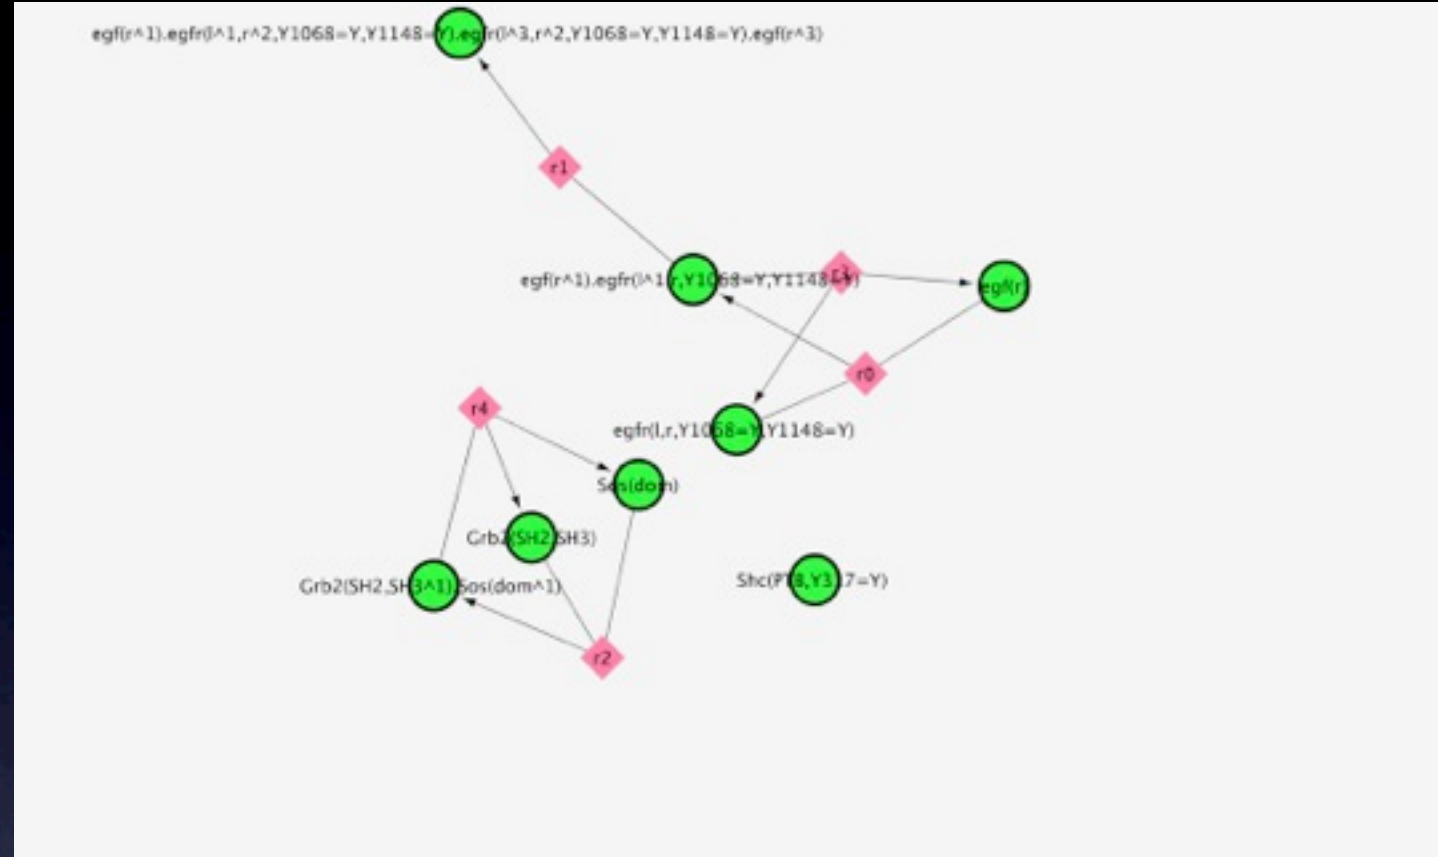 egf(r^1).egfr(l^1,r^2,Y1068=Y,Y1148=Y).egfr(l^3,r^2,Y1068=Y,Y1148=Y).egf(r^3)
r1
egf(r^1).egfr(l^1,r,Y1068=Y,Y1148=Y)
r3
egf(r)
r0
r4
egfr(l,r,Y1068=Y,Y1148=Y)
Sos(dom)
Grb2(SH2,SH3)
Grb2(SH2,SH3^1).Sos(dom^1)
Shc(PTB,Y317=Y)
r2